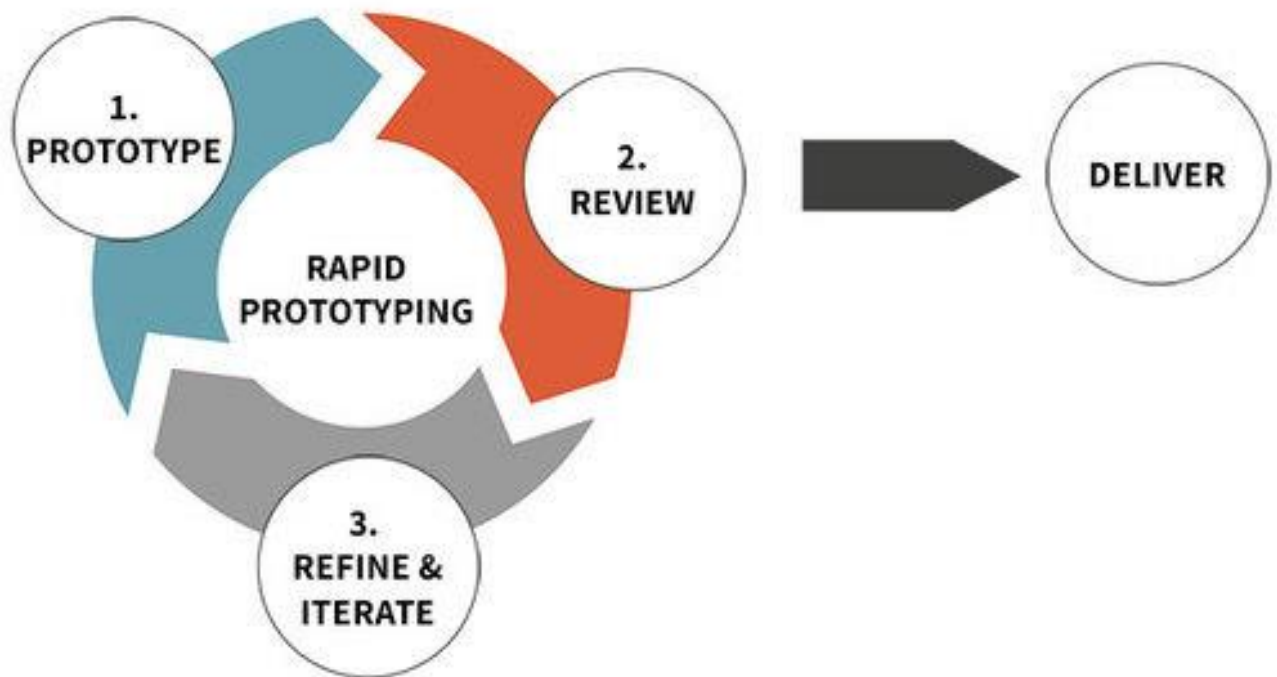 1.
PROTOTYPE
2.
REVIEW
DELIVER
RAPID
PROTOTYPING
3.
REFINE &
ITERATE